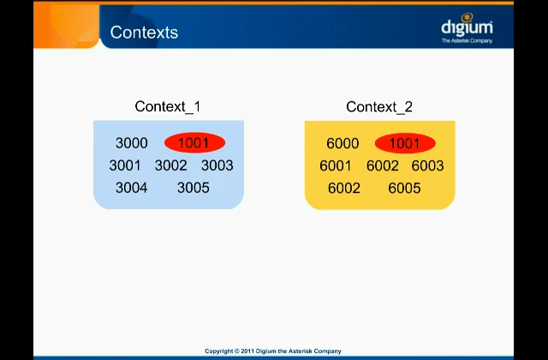 Contexts
digium
The Asterisk Company
Context_1
Context_2
3000 1001
3001 3002 3003
3004 3005
6000 1001
6001 6002 6003
6002 6005
Copyright © 2011 Digium the Asterisk Company